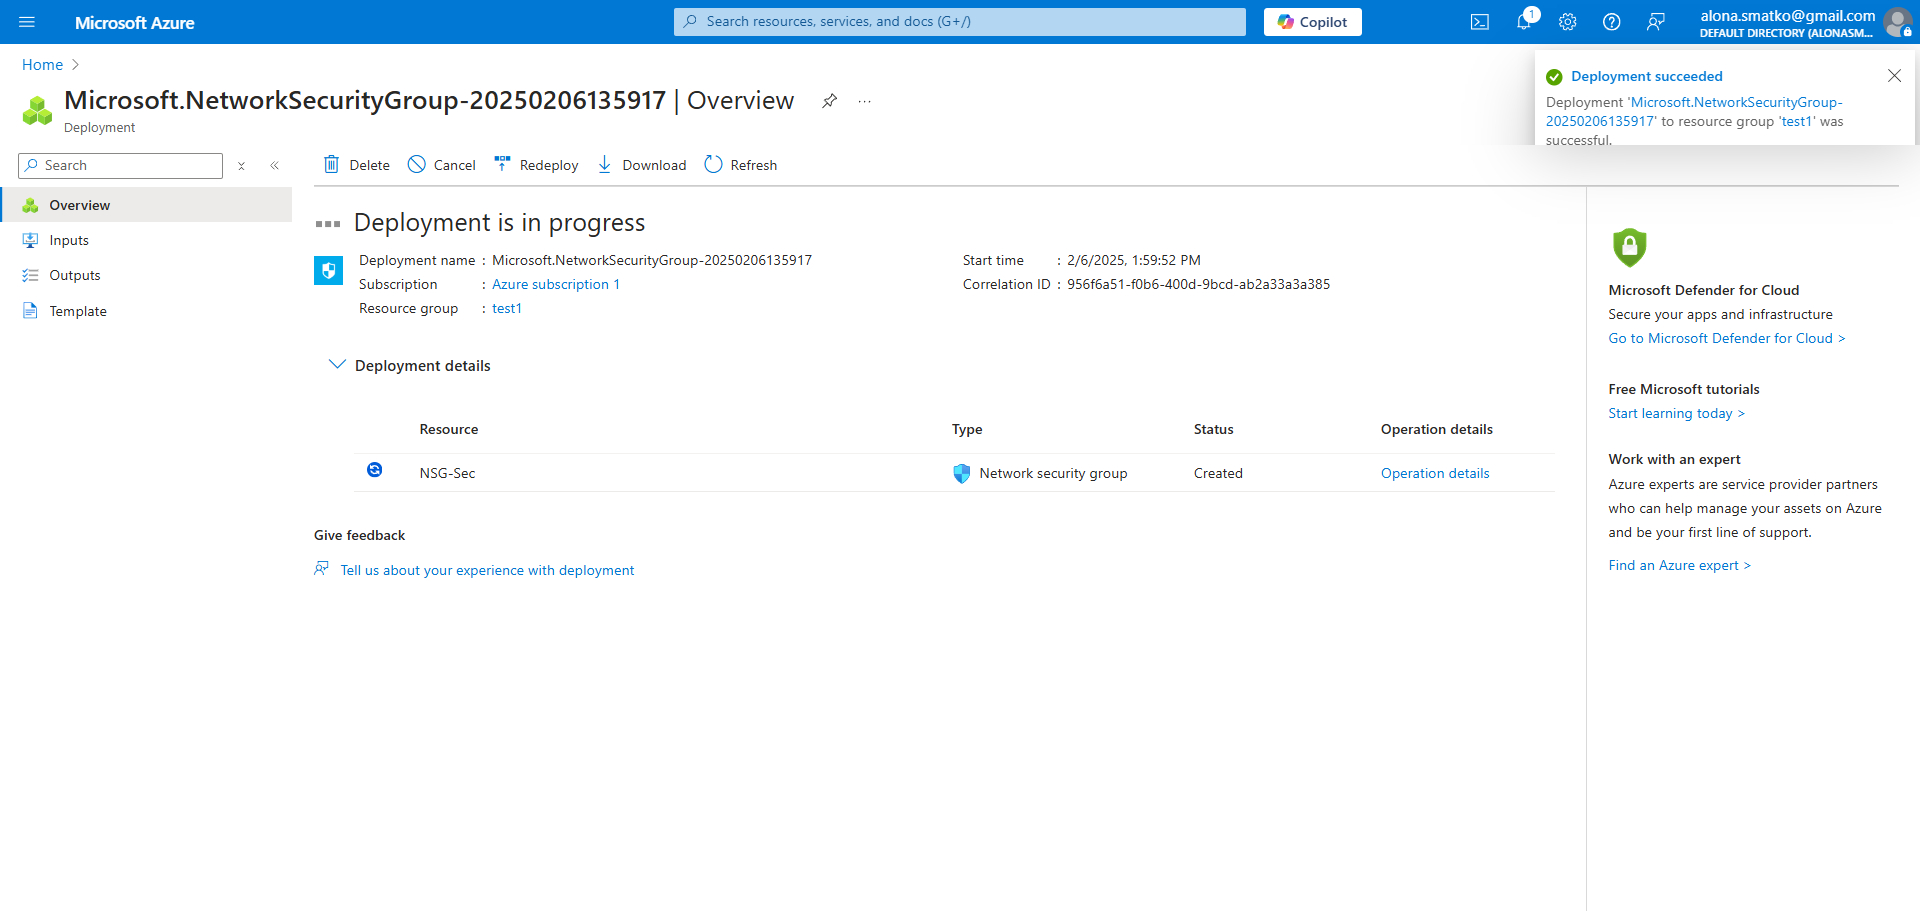 Microsoft Azure
Search resources, services, and docs (G+/)
Copilot
1
alona.smatko@gmail.com
DEFAULT DIRECTORY (ALONASM...
Home
Microsoft.NetworkSecurityGroup-20250206135917 | Overview
...
Deployment
Deployment succeeded
Deployment 'Microsoft.NetworkSecurityGroup-
20250206135917' to resource group 'test1' was
successful.
Search
Delete
Cancel
Redeploy
Download
Refresh
Overview
Inputs
Outputs
Template
Deployment is in progress
Deployment name : Microsoft.NetworkSecurityGroup-20250206135917
Subscription : Azure subscription 1
Resource group : test1
Start time : 2/6/2025, 1:59:52 PM
Correlation ID : 956f6a51-f0b6-400d-9bcd-ab2a33a3a385
Deployment details
Resource Type Status Operation details
NSG-Sec Network security group Created Operation details
Give feedback
Tell us about your experience with deployment
Microsoft Defender for Cloud
Secure your apps and infrastructure
Go to Microsoft Defender for Cloud >
Free Microsoft tutorials
Start learning today >
Work with an expert
Azure experts are service provider partners
who can help manage your assets on Azure
and be your first line of support.
Find an Azure expert >